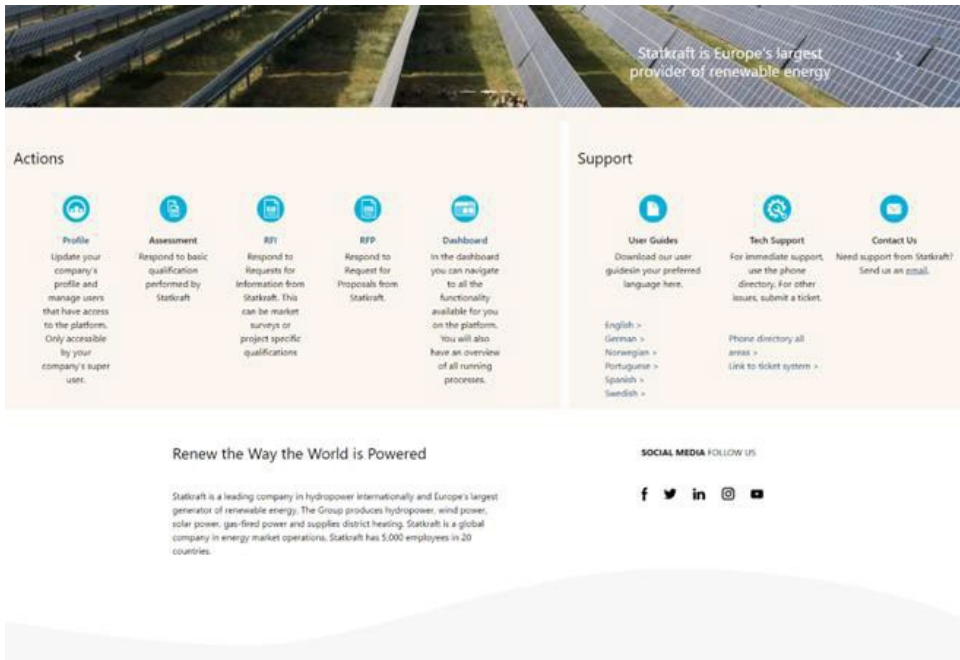 Statkraft is Europe's largest
provider of renewable energy
Actions
Profile
Update your
company's
profile and
manage users
that have access
to the platform.
Only accessible
by your
company's super
user.
Assessment
Respond to basic
qualification
performed by
Statkraft
RFI
Respond to
Requests for
Information from
Statkraft. This
can be market
surveys or
project specific
qualifications
RFP
Respond to
Request for
Proposals from
Statkraft.
Dashboard
In the dashboard
you can navigate
to all the
functionality
available for you
on the platform.
You will also
have an overview
of all running
processes.
Support
User Guides
Download our user
guidesin your preferred
language here.
English >
German >
Norwegian >
Portuguese >
Spanish >
Swedish >
Tech Support
For immediate support,
use the phone
directory. For other
issues, submit a ticket.
Phone directory all
areas >
Link to ticket system >
Contact Us
Need support from Statkraft?
Send us an email.
Renew the Way the World is Powered
Statkraft is a leading company in hydropower internationally and Europe's largest
generator of renewable energy. The Group produces hydropower, wind power,
solar power, gas-fired power and supplies district heating. Statkraft is a global
company in energy market operations. Statkraft has 5,000 employees in 20
countries.
SOCIAL MEDIA FOLLOW US